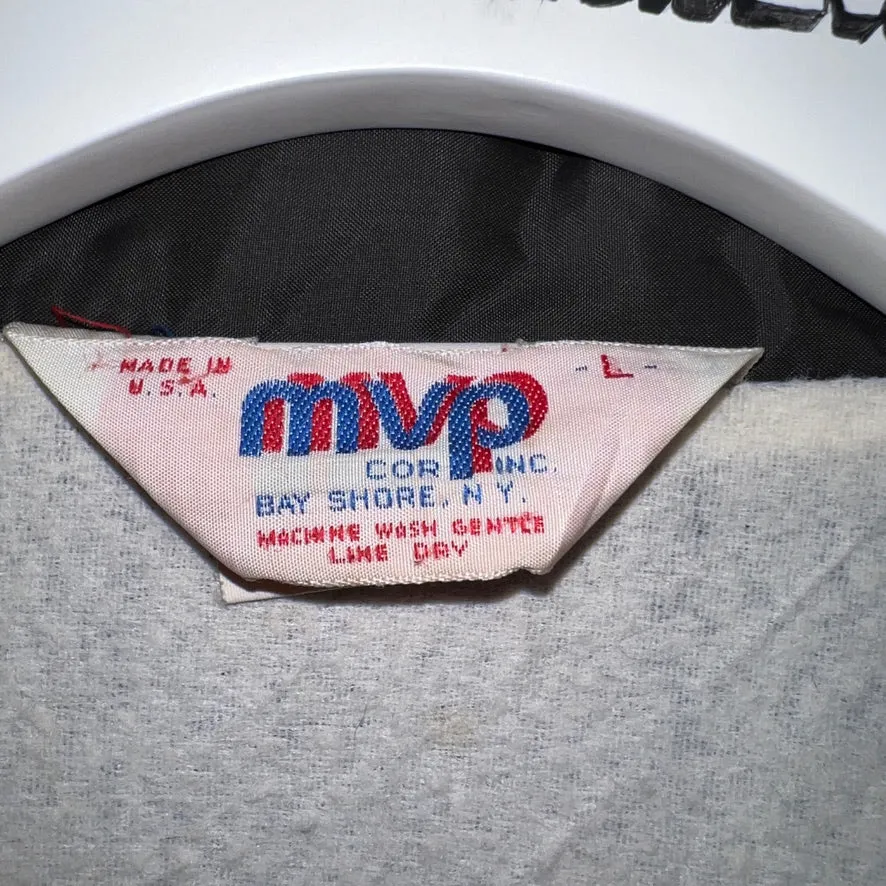 MADE IN
U.S.A.
- L -
mvp
CORP INC.
BAY SHORE, N Y.
MACHINE WASH GENTLE
LINE DRY